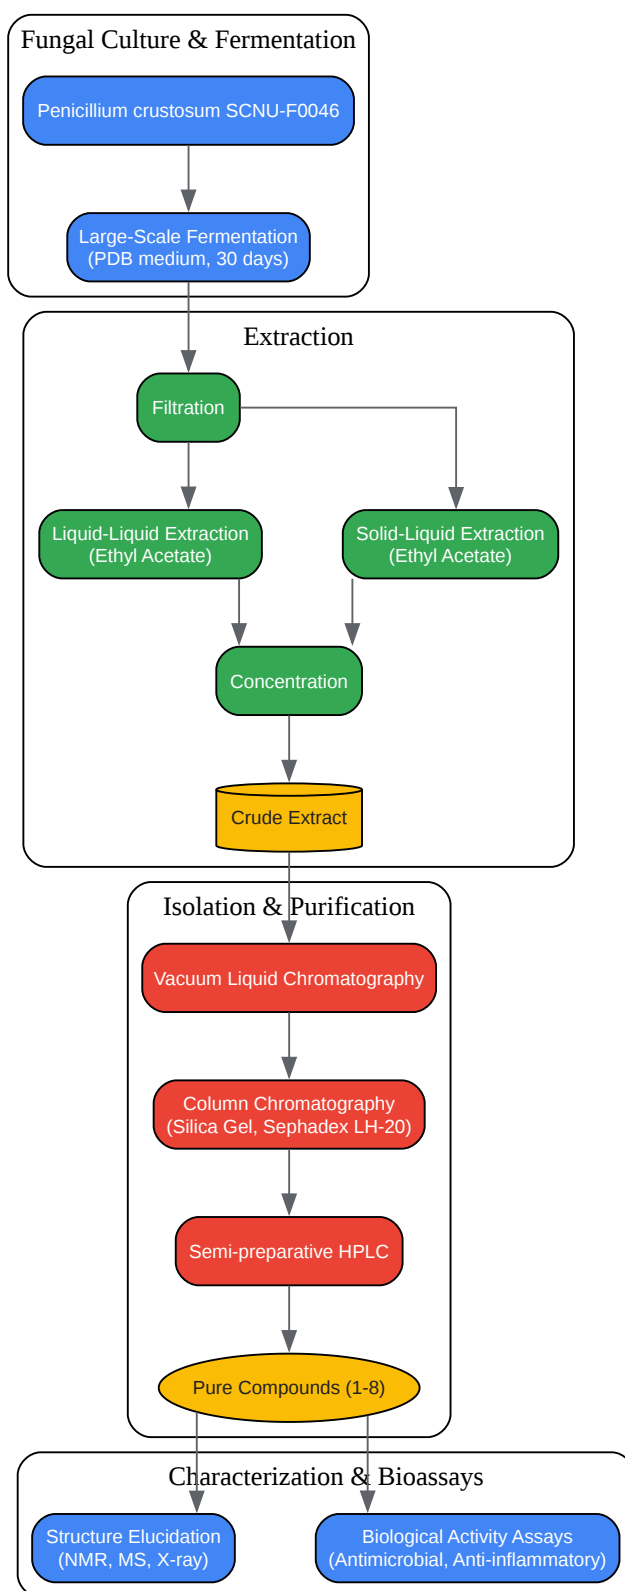 Fungal Culture & Fermentation
Penicillium crustosum SCNU-F0046
Large-Scale Fermentation
(PDB medium, 30 days)
Extraction
Filtration
Liquid-Liquid Extraction
(Ethyl Acetate)
Solid-Liquid Extraction
(Ethyl Acetate)
Concentration
Crude Extract
Isolation & Purification
Vacuum Liquid Chromatography
Column Chromatography
(Silica Gel, Sephadex LH-20)
Semi-preparative HPLC
Pure Compounds (1-8)
Characterization & Bioassays
Structure Elucidation
(NMR, MS, X-ray)
Biological Activity Assays
(Antimicrobial, Anti-inflammatory)